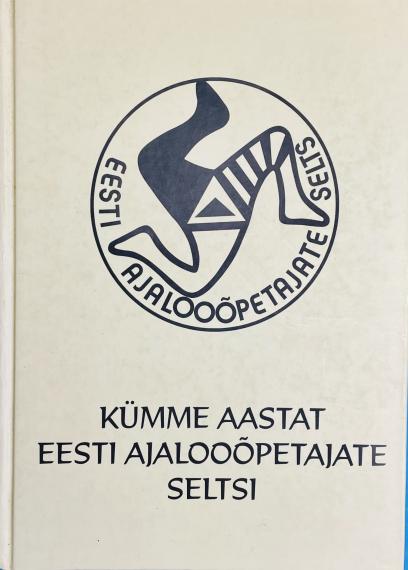 EESTI AJALOOÕPETAJATE SELTS
KÜMME AASTAT
EESTI AJALOOÕPETAJATE
SELTSI